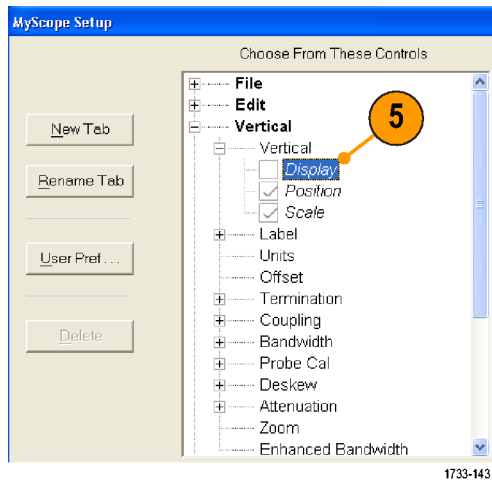 MyScope Setup
Choose From These Controls
File
Edit
Vertical
5
Vertical
Display
Position
Scale
Label
Units
Offset
Termination
Coupling
Bandwidth
Probe Cal
Deskew
Attenuation
Zoom
Enhanced Bandwidth
New Tab
Rename Tab
User Pref...
Delete
1733-143